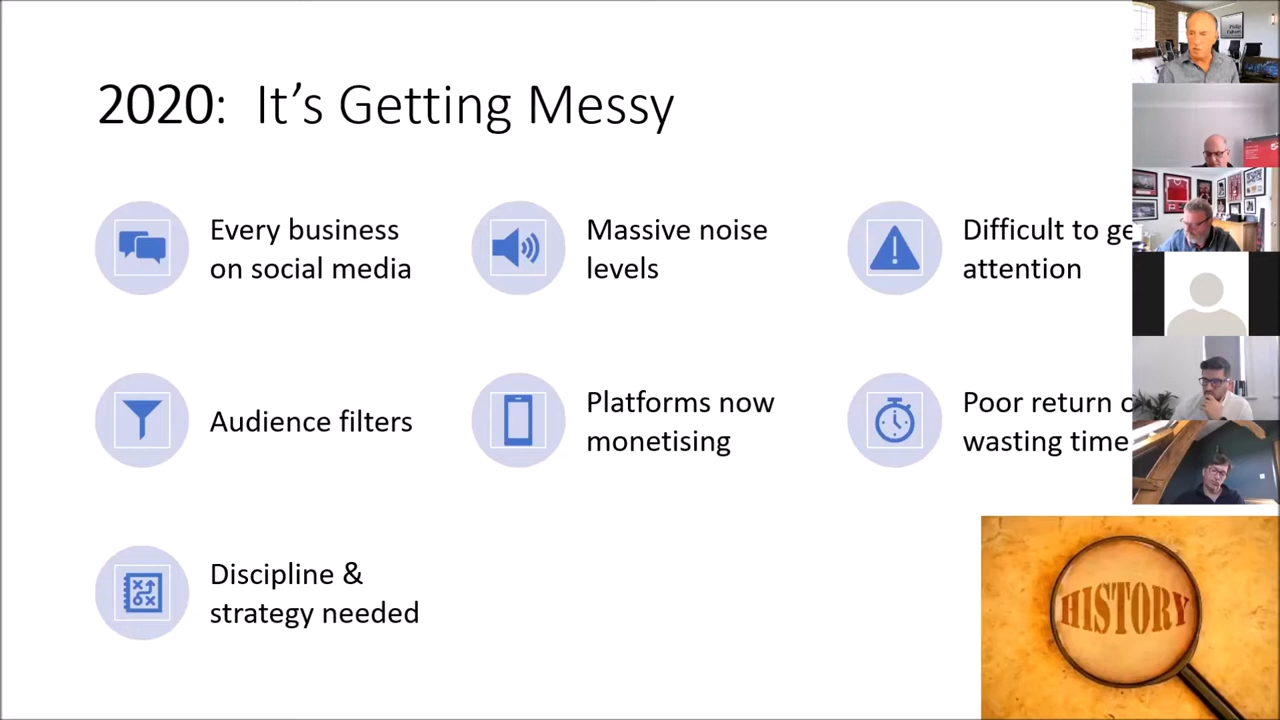 2020: It's Getting Messy
Every business
on social media
Massive noise
levels
Difficult to ge
attention
Audience filters
Platforms now
monetising
Poor return
wasting time
Discipline &
strategy needed
HISTORY